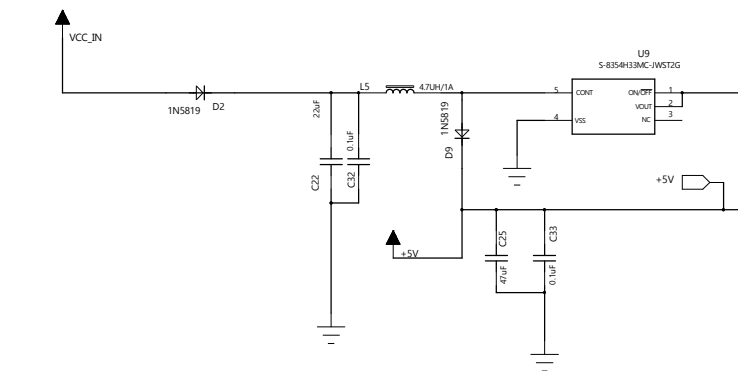 VCC_IN
U9
S-8354H33MC-JWST2G
L5
4.7UH/1A
5
CONT
ON/OFF
1
VOUT
2
4
VSS
NC
3
1N5819
D2
22uF
0.1uF
1N5819
D9
C22
C32
+5V
+5V
C25
C33
47uF
0.1uF